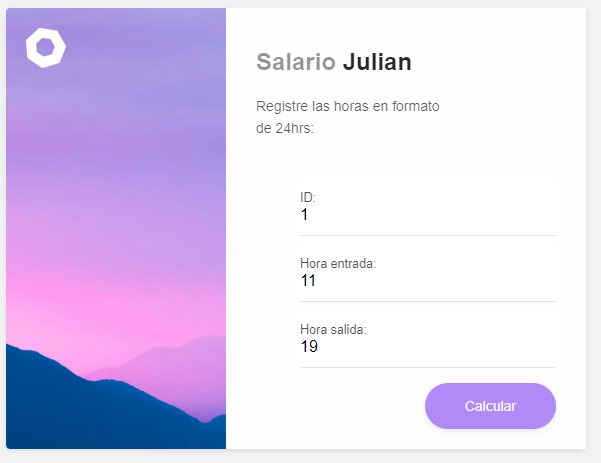 Salario Julian
Registre las horas en formato
de 24hrs:
ID:
1
Hora entrada:
11
Hora salida:
19
Calcular